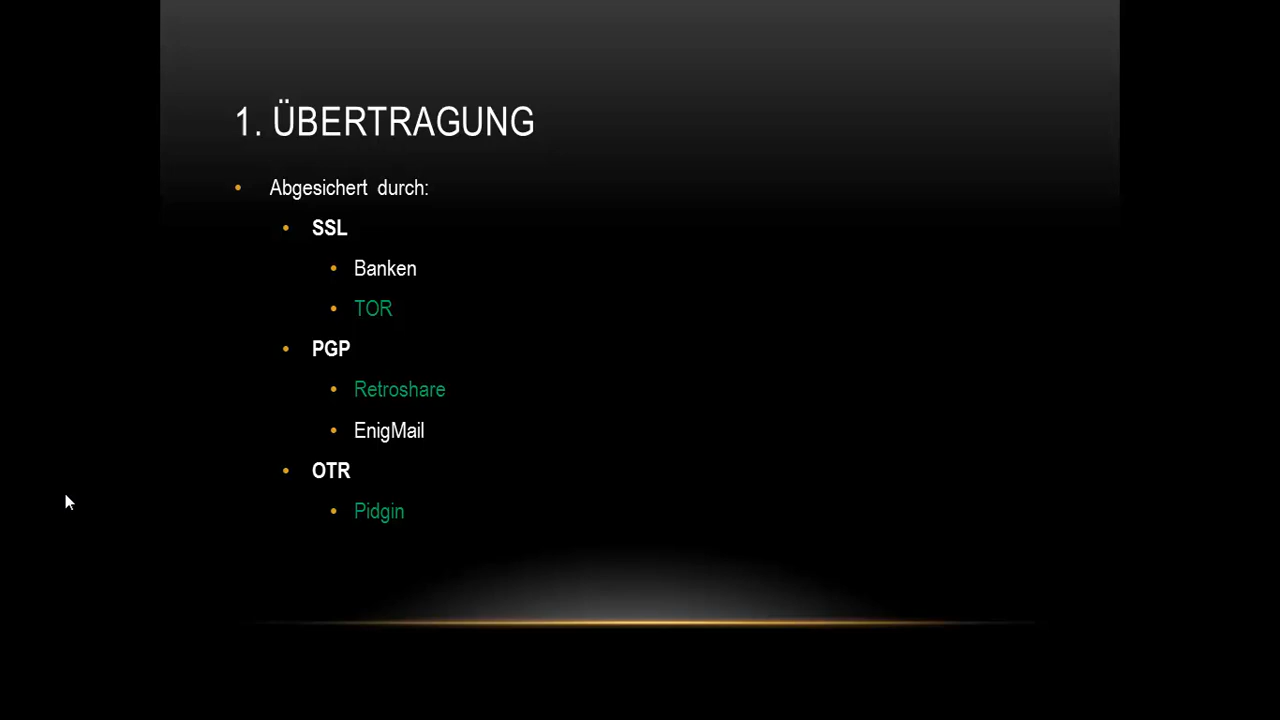 1. ÜBERTRAGUNG
• Abgesichert durch:
• SSL
• Banken
• TOR
• PGP
• Retroshare
• EnigMail
• OTR
• Pidgin